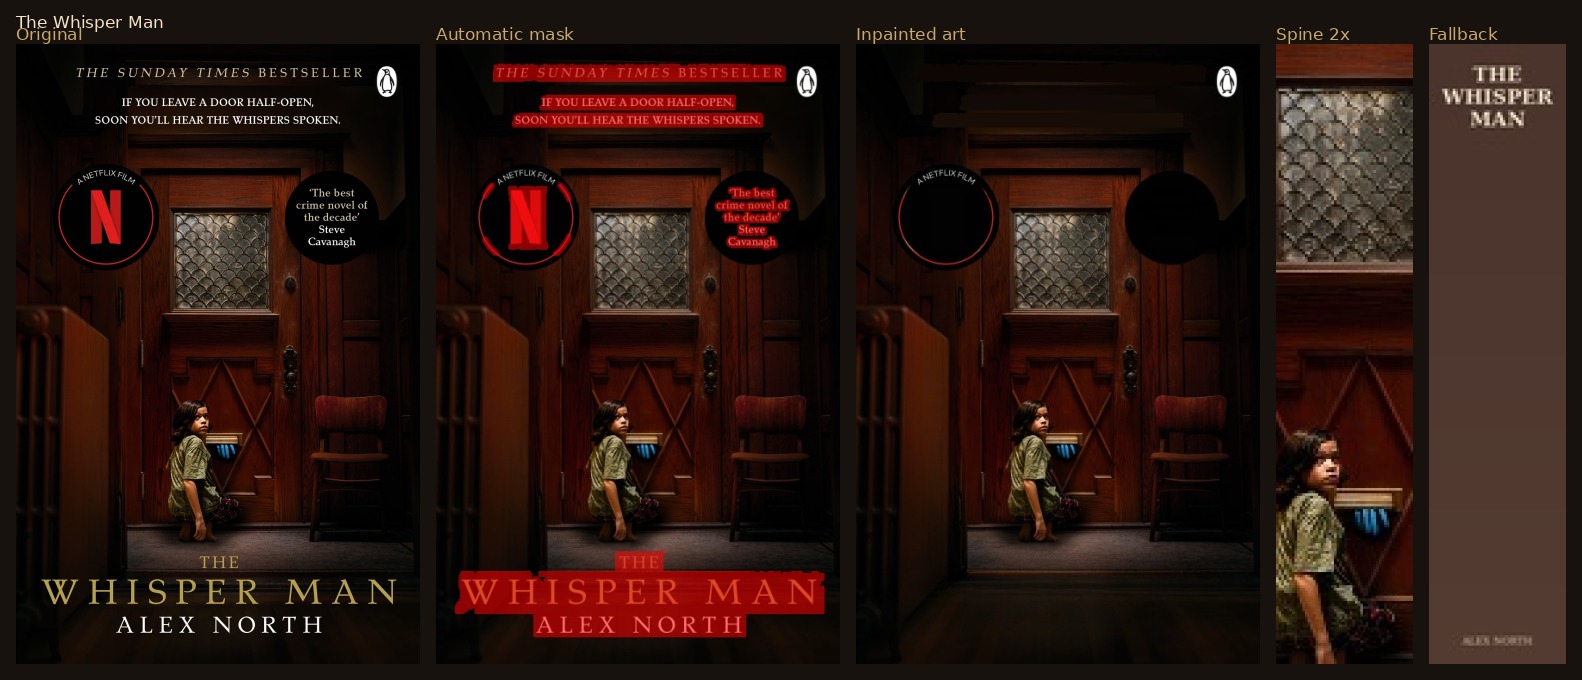 The Whisper Man
Original
Automatic mask
Inpainted art
Spine 2x
Fallback
THE SUNDAY TIMES BESTSELLER
IF YOU LEAVE A DOOR HALF-OPEN,
SOON YOU'LL HEAR THE WHISPERS SPOKEN.
A NETFLIX FILM
N
'The best
crime novel of
the decade'
Steve
Cavanagh
THE
WHISPER MAN
ALEX NORTH
THE SUNDAY TIMES BESTSELLER
IF YOU LEAVE A DOOR HALF-OPEN,
SOON YOU'LL HEAR THE WHISPERS SPOKEN.
A NETFLIX FILM
N
'The best
crime novel of
the decade'
Steve
Cavanagh
THE
WHISPER MAN
ALEX NORTH
A NETFLIX FILM
THE
WHISPER
MAN
ALEX NORTH